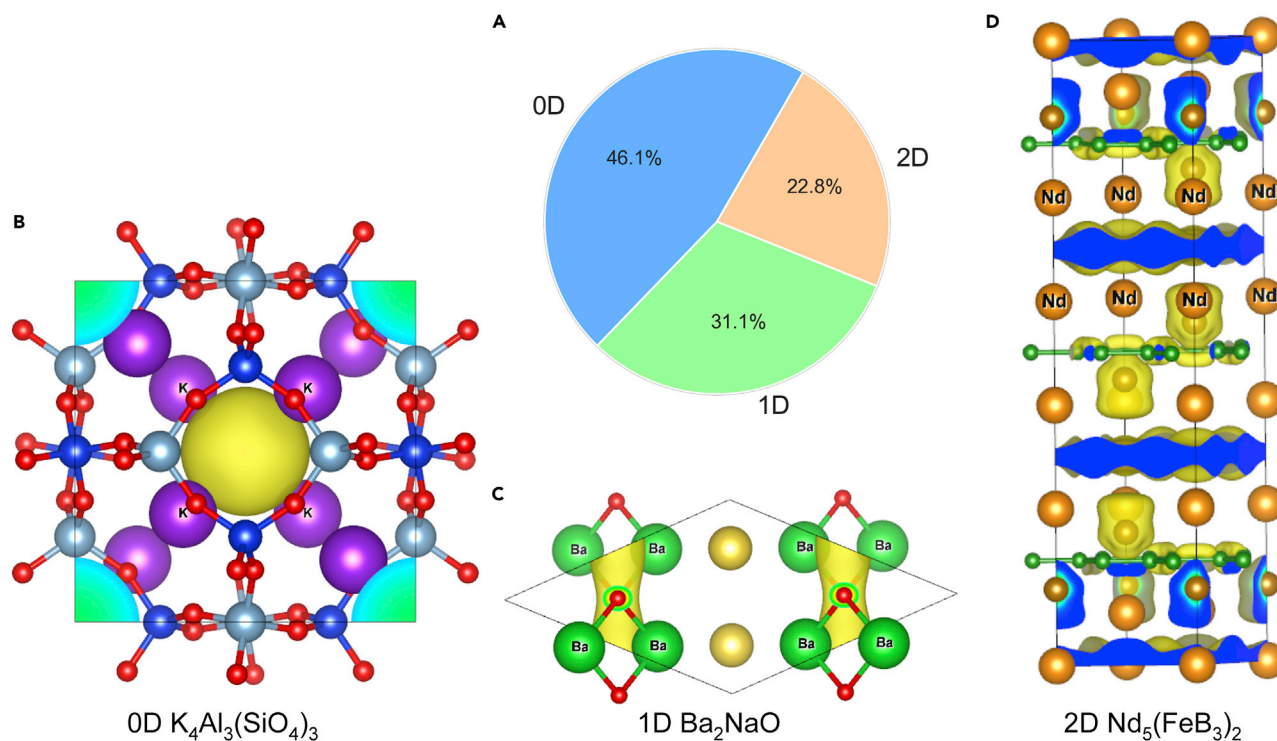 A
0D
46.1%
2D
22.8%
31.1%
1D
B
K K
K K
0D K₄Al₃(SiO₄)₃
C
Ba Ba Ba Ba
Ba Ba Ba Ba
1D Ba₂NaO
D
Nd Nd Nd Nd
Nd Nd Nd Nd
2D Nd₅(FeB₃)₂